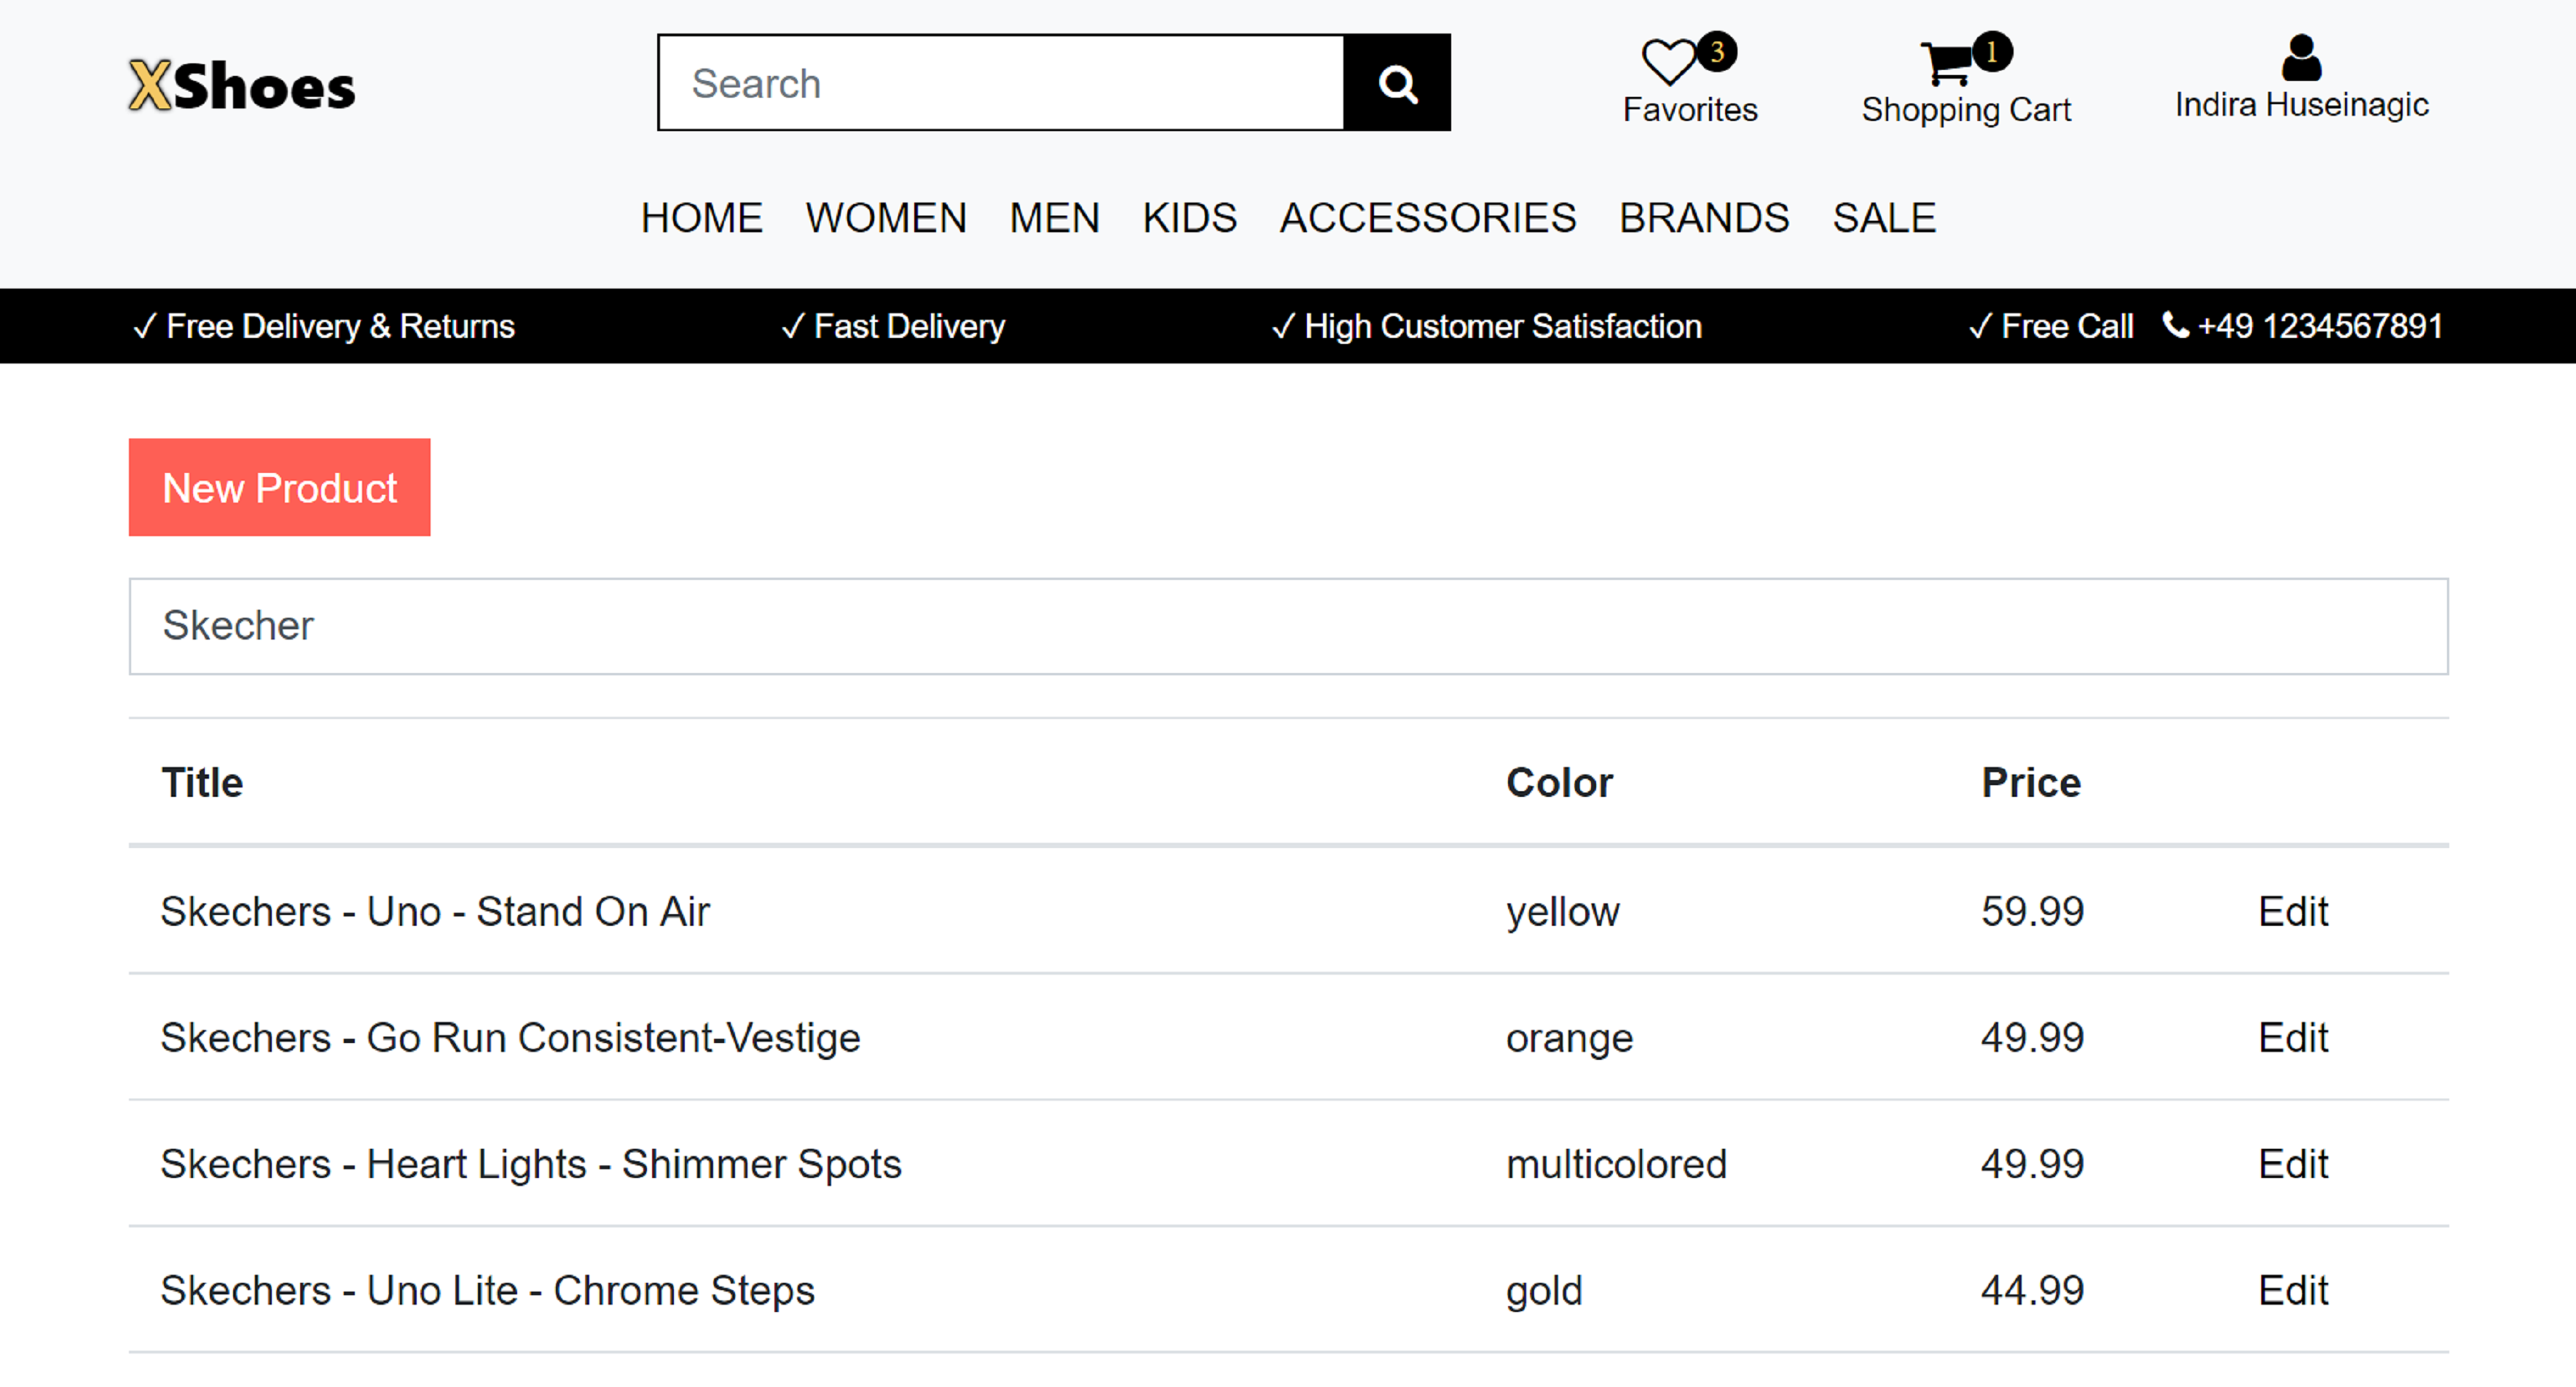 XShoes
Search
3
Favorites
1
Shopping Cart
Indira Huseinagic
HOME WOMEN MEN KIDS ACCESSORIES BRANDS SALE
✓ Free Delivery & Returns ✓ Fast Delivery ✓ High Customer Satisfaction ✓ Free Call +49 1234567891
New Product
Skecher
Title Color Price
Skechers - Uno - Stand On Air yellow 59.99 Edit
Skechers - Go Run Consistent-Vestige orange 49.99 Edit
Skechers - Heart Lights - Shimmer Spots multicolored 49.99 Edit
Skechers - Uno Lite - Chrome Steps gold 44.99 Edit